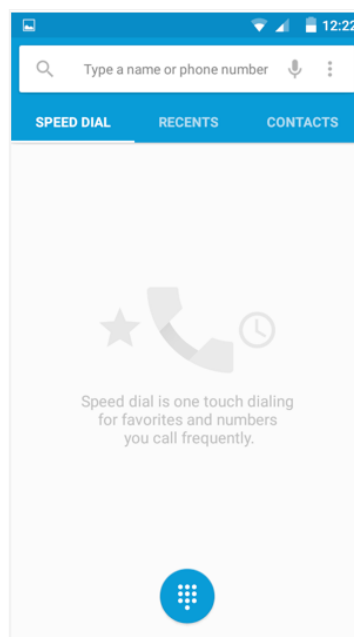 12:22
Type a name or phone number
SPEED DIAL RECENTS CONTACTS
Speed dial is one touch dialing
for favorites and numbers
you call frequently.